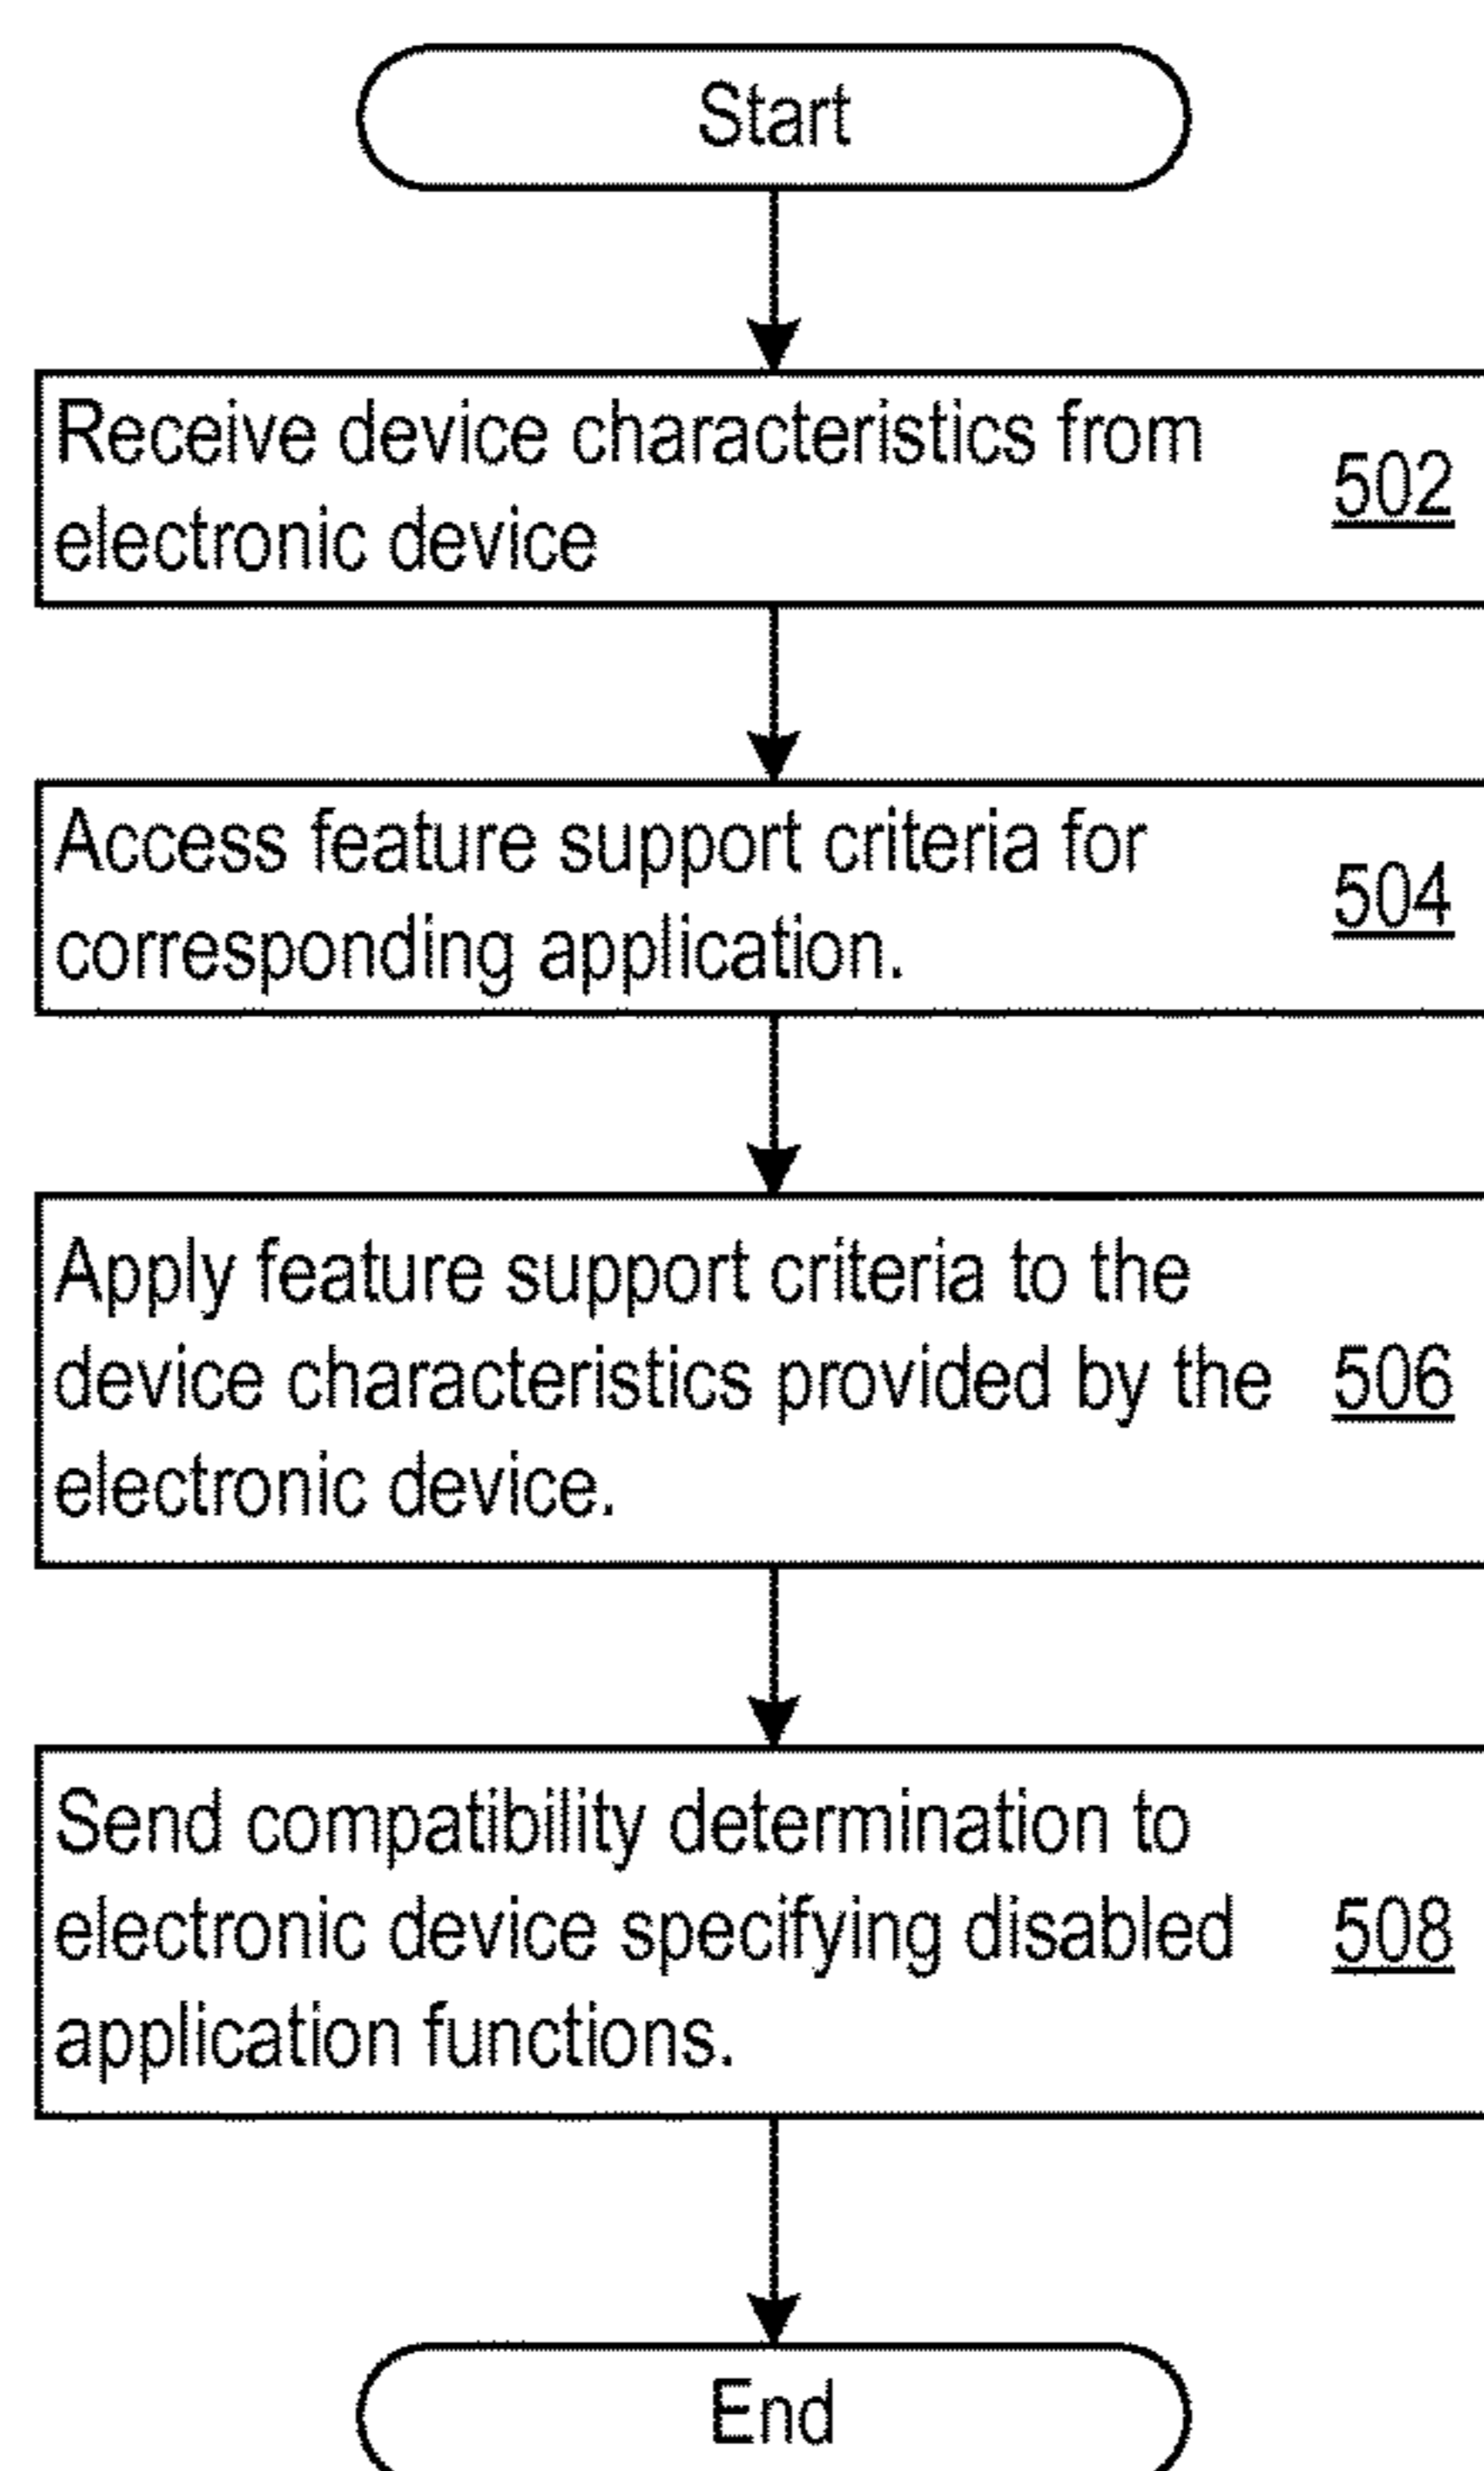 Start
Receive device characteristics from
electronic device
502
Access feature support criteria for
corresponding application.
504
Apply feature support criteria to the
device characteristics provided by the
electronic device.
506
Send compatibility determination to
electronic device specifying disabled
application functions.
508
End